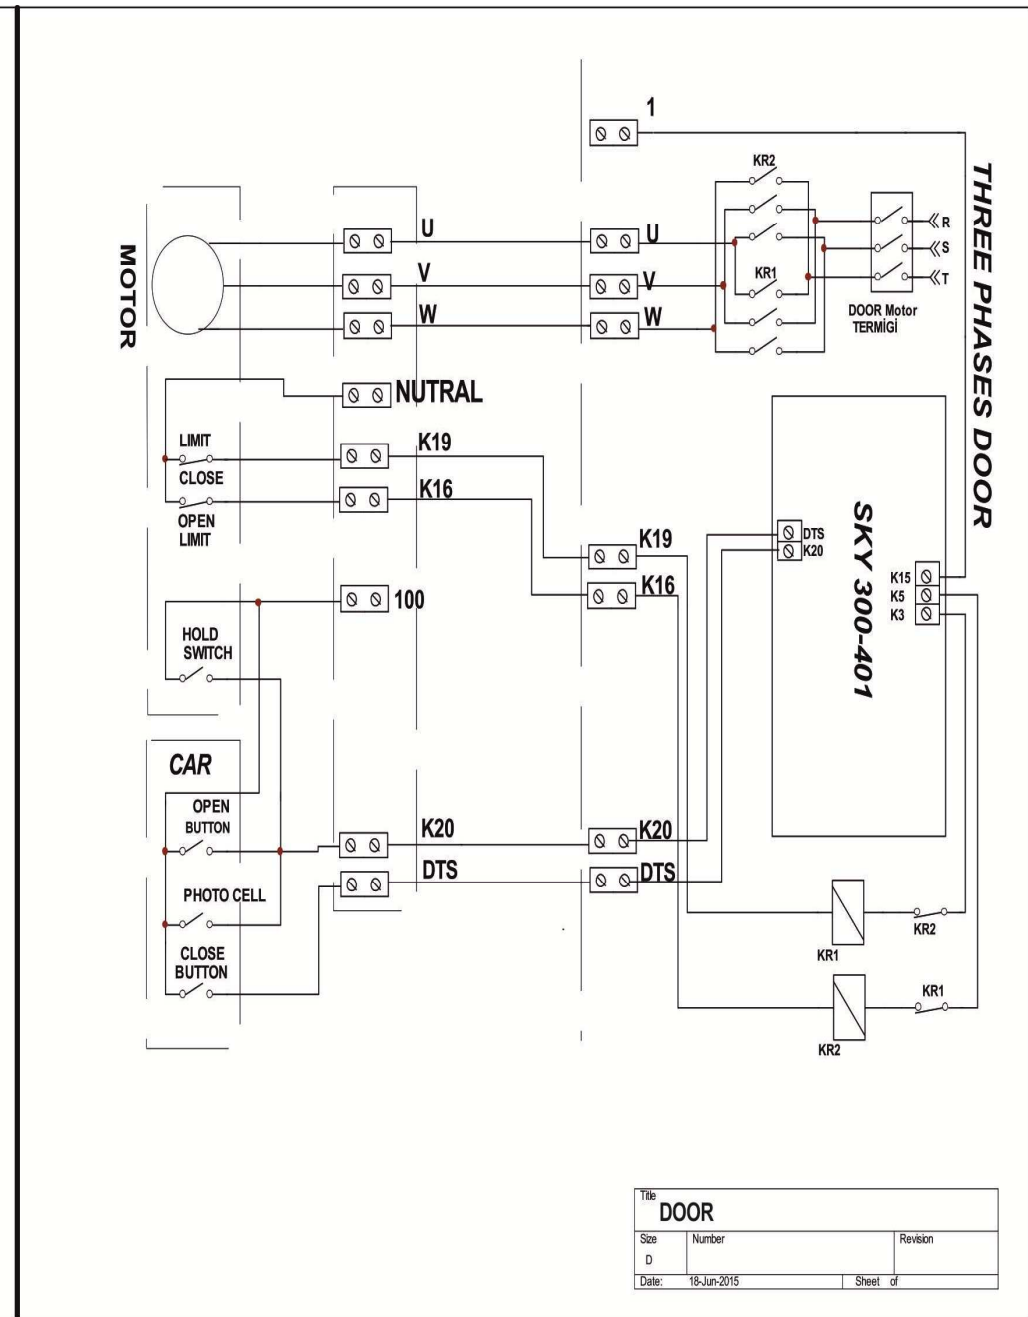 1
KR2
THREE PHASES DOOR
MOTOR
U
U
R
V
V
S
KR1
T
W
W
DOOR Motor
TERMİGİ
NUTRAL
LIMIT
CLOSE
K19
OPEN
LIMIT
K16
SKY 300-401
DTS
K20
K19
K16
K15
K5
K3
100
HOLD
SWITCH
CAR
OPEN
BUTTON
K20
K20
DTS
DTS
PHOTO CELL
CLOSE
BUTTON
KR1
KR2
KR2
KR1
Title
DOOR
Size
Number
Revision
D
Date:
18-Jun-2015
Sheet of